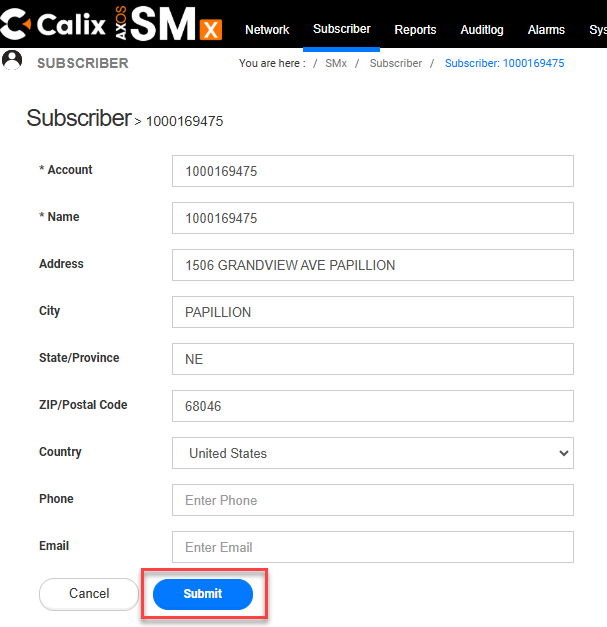 Calix AXOS SMx Network Subscriber Reports Auditlog Alarms Sys
SUBSCRIBER You are here : / SMx / Subscriber / Subscriber: 1000169475
Subscriber > 1000169475
* Account 1000169475
* Name 1000169475
Address 1506 GRANDVIEW AVE PAPILLION
City PAPILLION
State/Province NE
ZIP/Postal Code 68046
Country United States
Phone Enter Phone
Email Enter Email
Cancel Submit